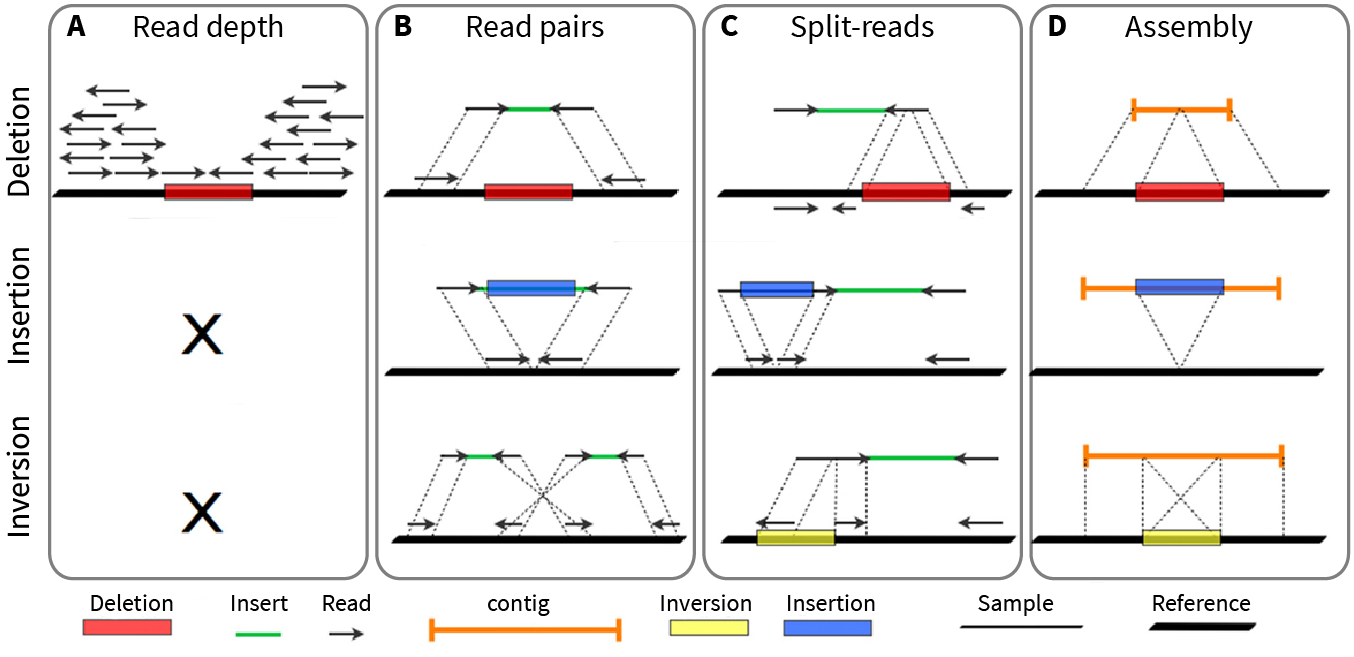 A Read depth
B Read pairs
C Split-reads
D Assembly
Deletion
Insertion
X
Inversion
X
Deletion Insert Read contig Inversion Insertion Sample Reference